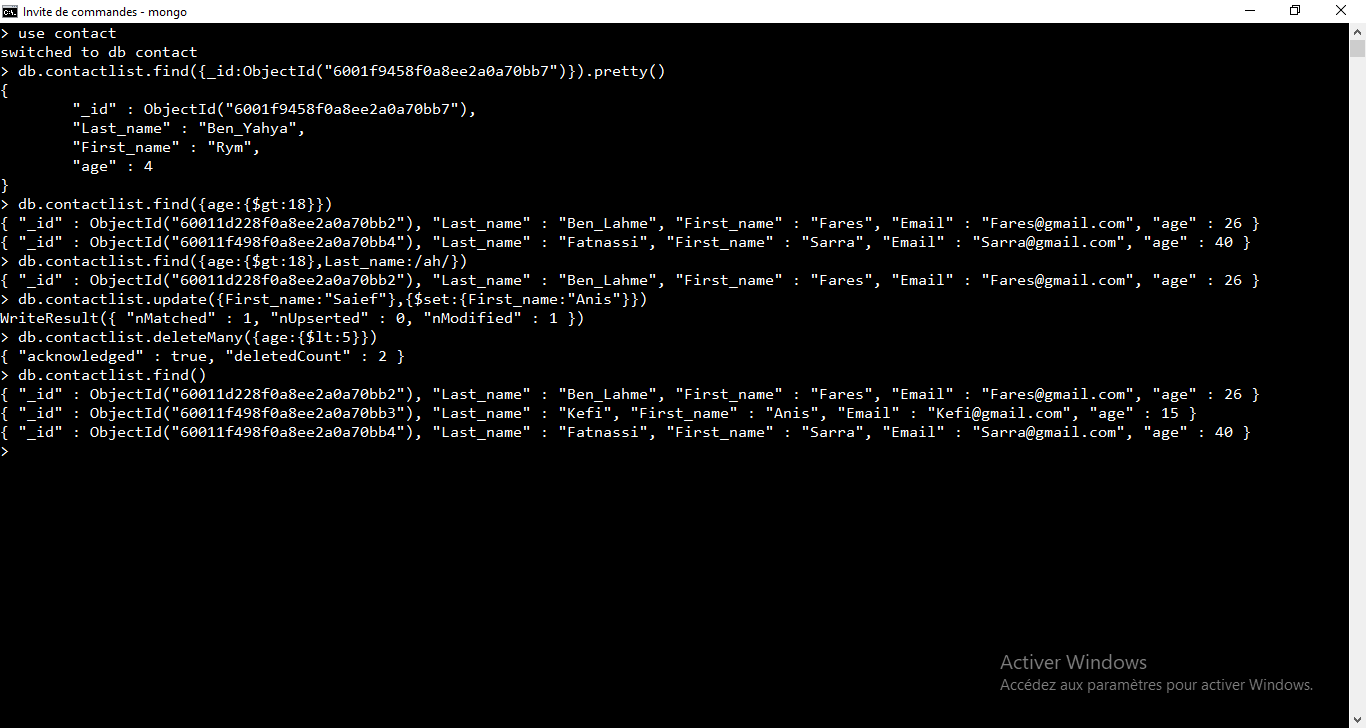 Invite de commandes - mongo
> use contact
switched to db contact
> db.contactlist.find({_id:ObjectId("6001f9458f0a8ee2a0a70bb7")}).pretty()
{
        "_id" : ObjectId("6001f9458f0a8ee2a0a70bb7"),
        "Last_name" : "Ben_Yahya",
        "First_name" : "Rym",
        "age" : 4
}
> db.contactlist.find({age:{$gt:18}})
{ "_id" : ObjectId("60011d228f0a8ee2a0a70bb2"), "Last_name" : "Ben_Lahme", "First_name" : "Fares", "Email" : "Fares@gmail.com", "age" : 26 }
{ "_id" : ObjectId("60011f498f0a8ee2a0a70bb4"), "Last_name" : "Fatnassi", "First_name" : "Sarra", "Email" : "Sarra@gmail.com", "age" : 40 }
> db.contactlist.find({age:{$gt:18},Last_name:/ah/})
{ "_id" : ObjectId("60011d228f0a8ee2a0a70bb2"), "Last_name" : "Ben_Lahme", "First_name" : "Fares", "Email" : "Fares@gmail.com", "age" : 26 }
> db.contactlist.update({First_name:"Saief"},{$set:{First_name:"Anis"}})
WriteResult({ "nMatched" : 1, "nUpserted" : 0, "nModified" : 1 })
> db.contactlist.deleteMany({age:{$lt:5}})
{ "acknowledged" : true, "deletedCount" : 2 }
> db.contactlist.find()
{ "_id" : ObjectId("60011d228f0a8ee2a0a70bb2"), "Last_name" : "Ben_Lahme", "First_name" : "Fares", "Email" : "Fares@gmail.com", "age" : 26 }
{ "_id" : ObjectId("60011f498f0a8ee2a0a70bb3"), "Last_name" : "Kefi", "First_name" : "Anis", "Email" : "Kefi@gmail.com", "age" : 15 }
{ "_id" : ObjectId("60011f498f0a8ee2a0a70bb4"), "Last_name" : "Fatnassi", "First_name" : "Sarra", "Email" : "Sarra@gmail.com", "age" : 40 }
>
Activer Windows
Accédez aux paramètres pour activer Windows.